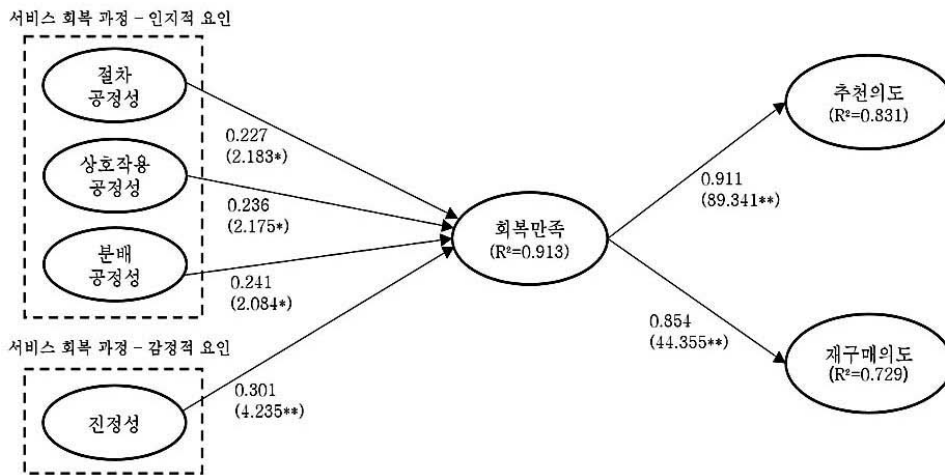 서비스 회복 과정 – 인지적 요인
절차
공정성
0.227
(2.183*)
상호작용
공정성
0.236
(2.175*)
분배
공정성
0.241
(2.084*)
서비스 회복 과정 – 감정적 요인
진정성
0.301
(4.235**)
회복만족
(R²=0.913)
0.911
(89.341**)
추천의도
(R²=0.831)
0.854
(44.355**)
재구매의도
(R²=0.729)